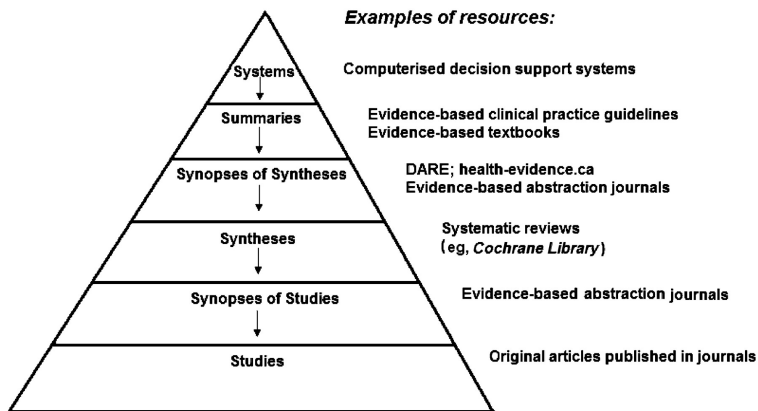 Examples of resources:
Systems
Computerised decision support systems
Summaries
Evidence-based clinical practice guidelines
Evidence-based textbooks
Synopses of Syntheses
DARE; health-evidence.ca
Evidence-based abstraction journals
Syntheses
Systematic reviews
(eg, Cochrane Library)
Synopses of Studies
Evidence-based abstraction journals
Studies
Original articles published in journals